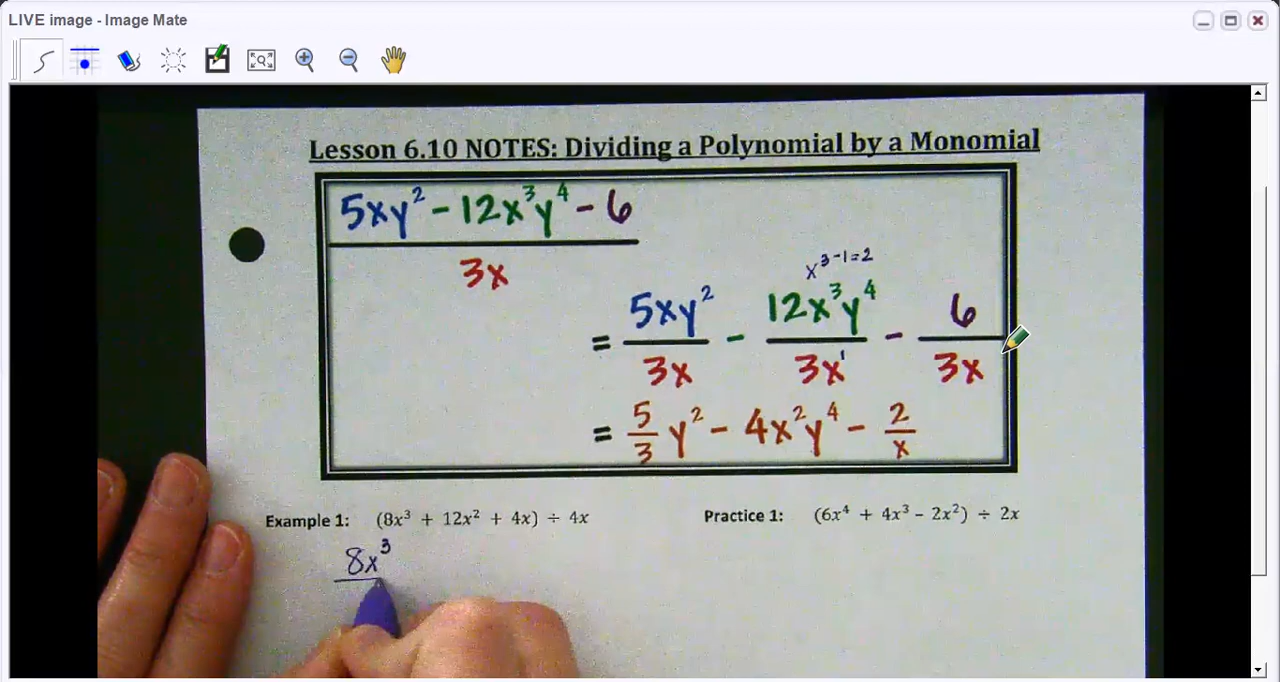 LIVE image - Image Mate
Lesson 6.10 NOTES: Dividing a Polynomial by a Monomial
5xy² - 12x³y⁴ - 6
3x
x³⁻¹⁼²
= 5xy²/3x - 12x³y⁴/3x¹ - 6/3x
= 5/3 y² - 4x²y⁴ - 2/x
Example 1: (8x³ + 12x² + 4x) ÷ 4x
Practice 1: (6x⁴ + 4x³ − 2x²) ÷ 2x
8x³